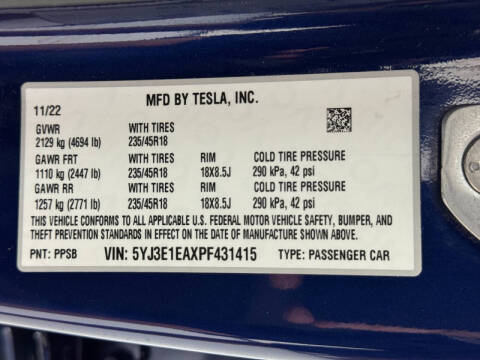 MFD BY TESLA, INC.
11/22
GVWR WITH TIRES
2129 kg (4694 lb) 235/45R18
GAWR FRT WITH TIRES RIM COLD TIRE PRESSURE
1110 kg (2447 lb) 235/45R18 18X8.5J 290 kPa, 42 psi
GAWR RR WITH TIRES RIM COLD TIRE PRESSURE
1257 kg (2771 lb) 235/45R18 18X8.5J 290 kPa, 42 psi
THIS VEHICLE CONFORMS TO ALL APPLICABLE U.S. FEDERAL MOTOR VEHICLE SAFETY, BUMPER, AND
THEFT PREVENTION STANDARDS IN EFFECT ON THE DATE OF MANUFACTURE SHOWN ABOVE.
PNT: PPSB VIN: 5YJ3E1EAXPF431415 TYPE: PASSENGER CAR